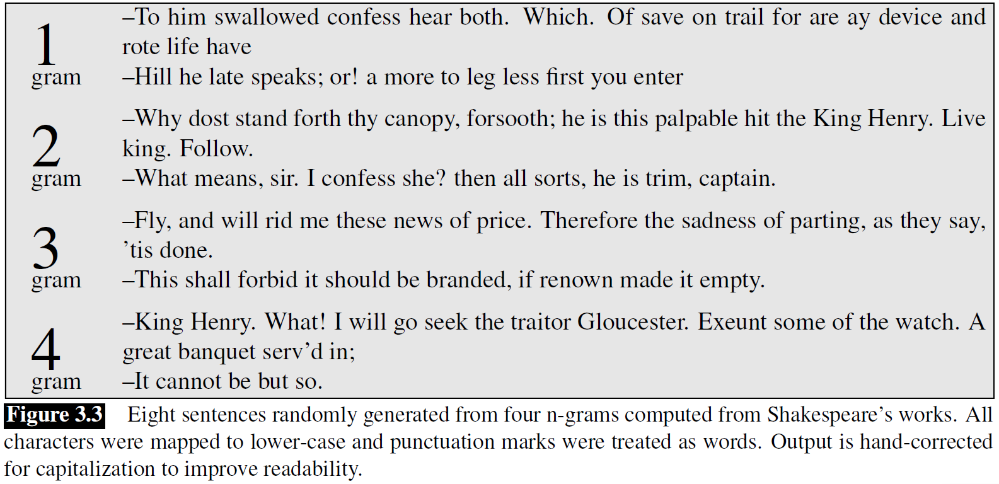 1
gram
–To him swallowed confess hear both. Which. Of save on trail for are ay device and
rote life have
–Hill he late speaks; or! a more to leg less first you enter
2
gram
–Why dost stand forth thy canopy, forsooth; he is this palpable hit the King Henry. Live
king. Follow.
–What means, sir. I confess she? then all sorts, he is trim, captain.
3
gram
–Fly, and will rid me these news of price. Therefore the sadness of parting, as they say,
’tis done.
–This shall forbid it should be branded, if renown made it empty.
4
gram
–King Henry. What! I will go seek the traitor Gloucester. Exeunt some of the watch. A
great banquet serv’d in;
–It cannot be but so.
Figure 3.3 Eight sentences randomly generated from four n-grams computed from Shakespeare’s works. All
characters were mapped to lower-case and punctuation marks were treated as words. Output is hand-corrected
for capitalization to improve readability.